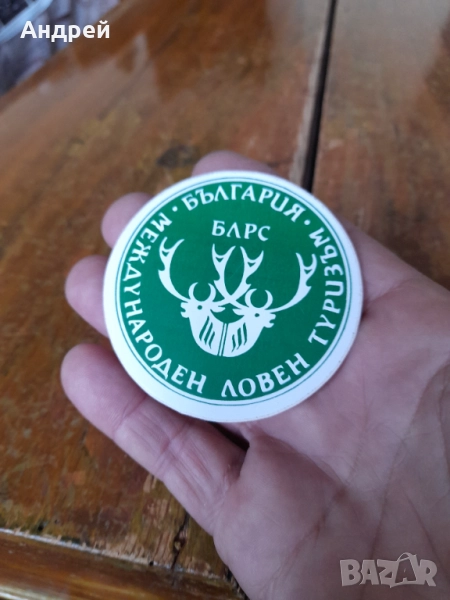 Андрей
• БЪЛГАРИЯ •
БЛРС
МЕЖДУНАРОДЕН ЛОВЕН ТУРИЗЪМ
BAZAR